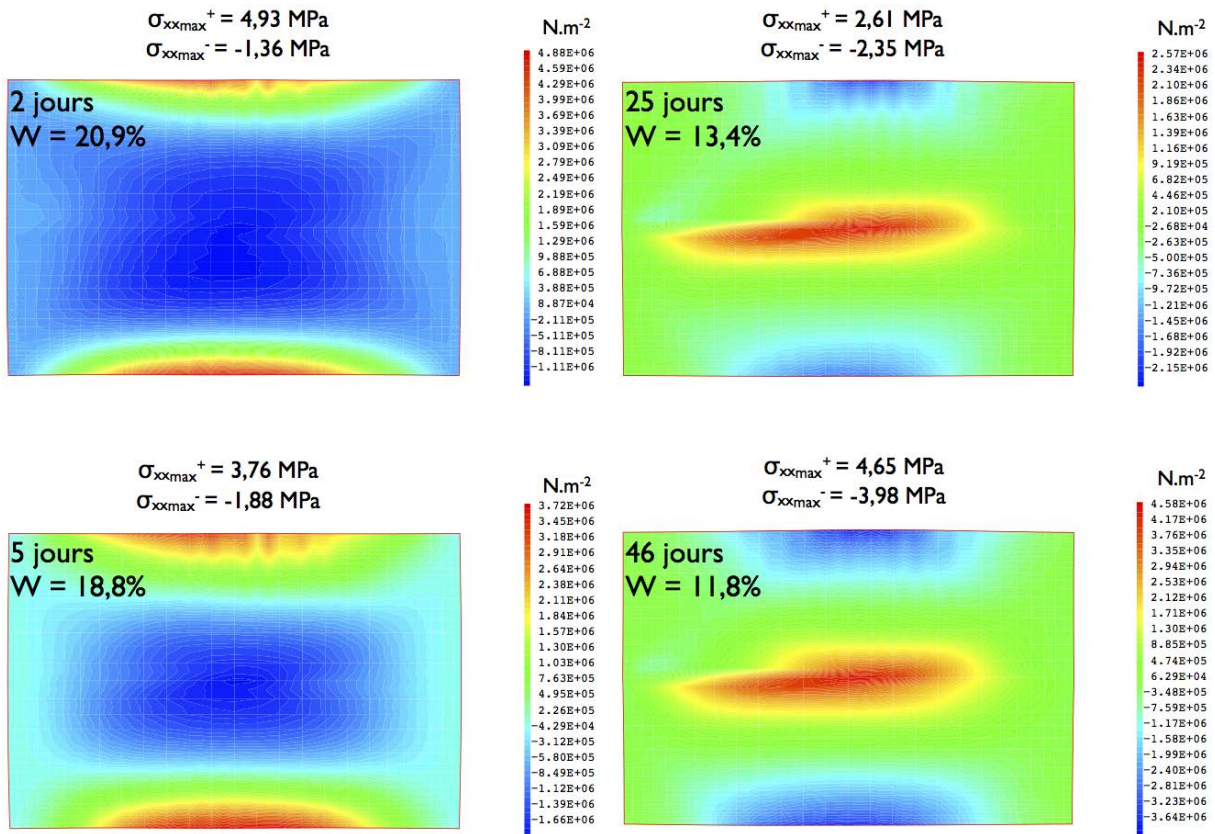 σxxmax+ = 4,93 MPa
σxxmax- = -1,36 MPa
N.m-2
2 jours
W = 20,9%
4.88E+06
4.59E+06
4.29E+06
3.99E+06
3.69E+06
3.39E+06
3.09E+06
2.79E+06
2.49E+06
2.19E+06
1.89E+06
1.59E+06
1.29E+06
9.88E+05
6.88E+05
3.88E+05
8.87E+04
-2.11E+05
-5.11E+05
-8.11E+05
-1.11E+06
σxxmax+ = 2,61 MPa
σxxmax- = -2,35 MPa
N.m-2
25 jours
W = 13,4%
2.57E+06
2.34E+06
2.10E+06
1.86E+06
1.63E+06
1.39E+06
1.16E+06
9.19E+05
6.82E+05
4.46E+05
2.10E+05
-2.68E+04
-2.63E+05
-5.00E+05
-7.36E+05
-9.72E+05
-1.21E+06
-1.45E+06
-1.68E+06
-1.92E+06
-2.15E+06
σxxmax+ = 3,76 MPa
σxxmax- = -1,88 MPa
N.m-2
5 jours
W = 18,8%
3.72E+06
3.45E+06
3.18E+06
2.91E+06
2.64E+06
2.38E+06
2.11E+06
1.84E+06
1.57E+06
1.30E+06
1.03E+06
7.63E+05
4.95E+05
2.26E+05
-4.29E+04
-3.12E+05
-5.80E+05
-8.49E+05
-1.12E+06
-1.39E+06
-1.66E+06
σxxmax+ = 4,65 MPa
σxxmax- = -3,98 MPa
N.m-2
46 jours
W = 11,8%
4.58E+06
4.17E+06
3.76E+06
3.35E+06
2.94E+06
2.53E+06
2.12E+06
1.71E+06
1.30E+06
8.85E+05
4.74E+05
6.29E+04
-3.48E+05
-7.59E+05
-1.17E+06
-1.58E+06
-1.99E+06
-2.40E+06
-2.81E+06
-3.23E+06
-3.64E+06